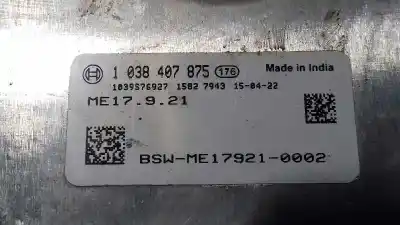 1 038 407 875 176 Made in India
1039S76927 1582 7943 15-04-22
ME17.9.21
BSW-ME17921-0002